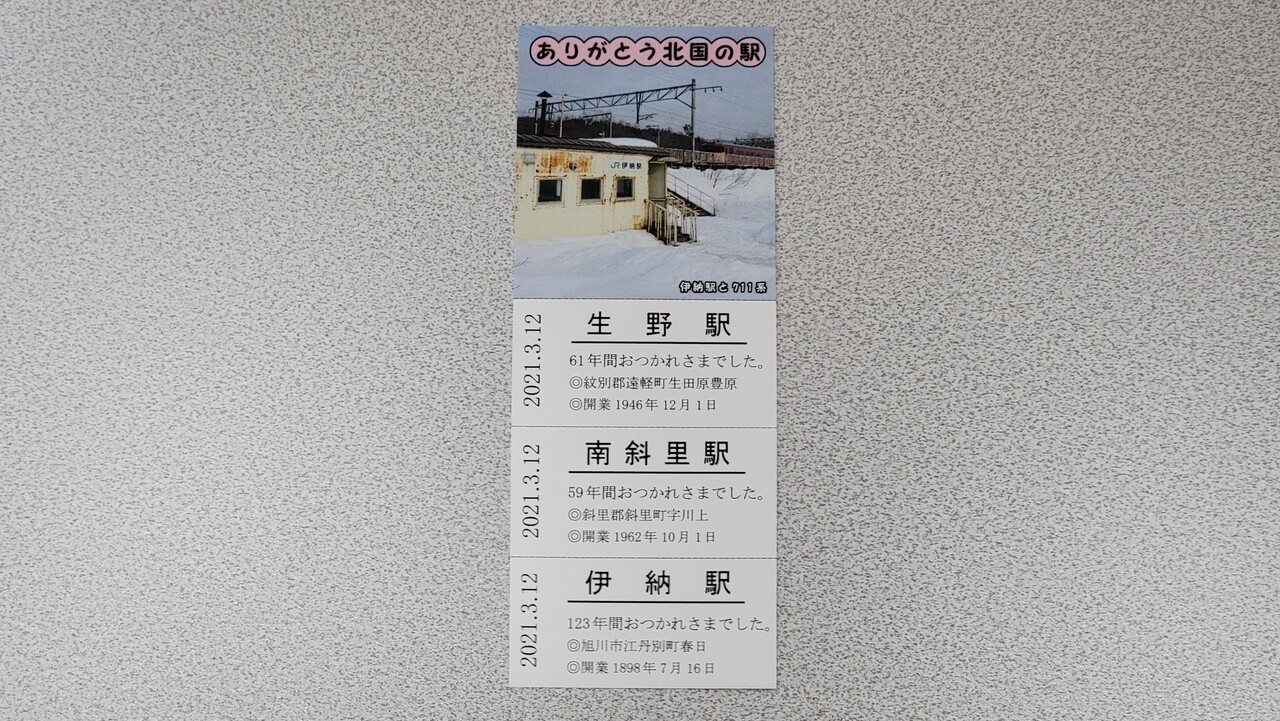 ありがとう北国の駅
JR 伊納駅
伊納駅と711系
2021.3.12
生野駅
61年間おつかれさまでした。
◎紋別郡遠軽町生田原豊原
◎開業1946年12月1日
2021.3.12
南斜里駅
59年間おつかれさまでした。
◎斜里郡斜里町字川上
◎開業1962年10月1日
2021.3.12
伊納駅
123年間おつかれさまでした。
◎旭川市江丹別町春日
◎開業1898年7月16日